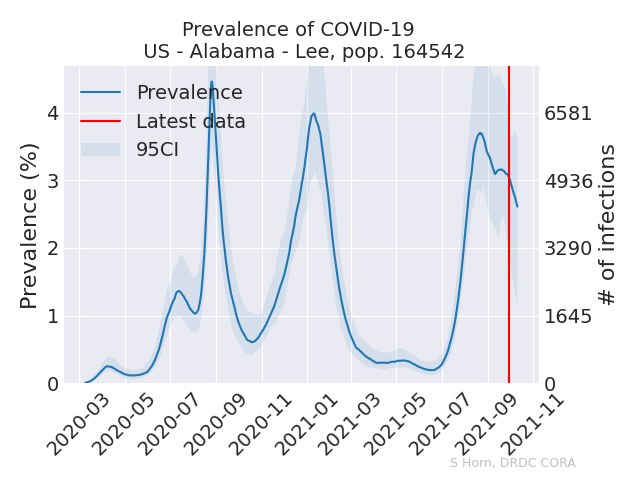 Prevalence of COVID-19
US - Alabama - Lee, pop. 164542
Prevalence
Latest data
95CI
Prevalence (%)
4
3
2
1
0
6581
4936
3290
1645
0
# of infections
2020-03
2020-05
2020-07
2020-09
2020-11
2021-01
2021-03
2021-05
2021-07
2021-09
2021-11
S Horn, DRDC CORA